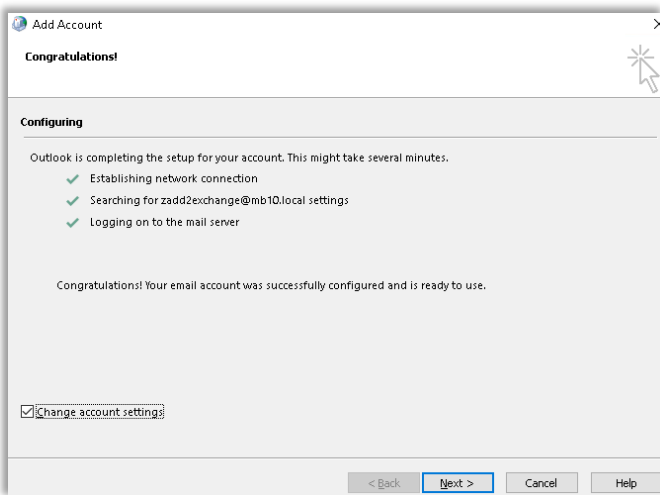 Add Account
Congratulations!
Configuring
Outlook is completing the setup for your account. This might take several minutes.
Establishing network connection
Searching for zadd2exchange@mb10.local settings
Logging on to the mail server
Congratulations! Your email account was successfully configured and is ready to use.
Change account settings
< Back Next > Cancel Help